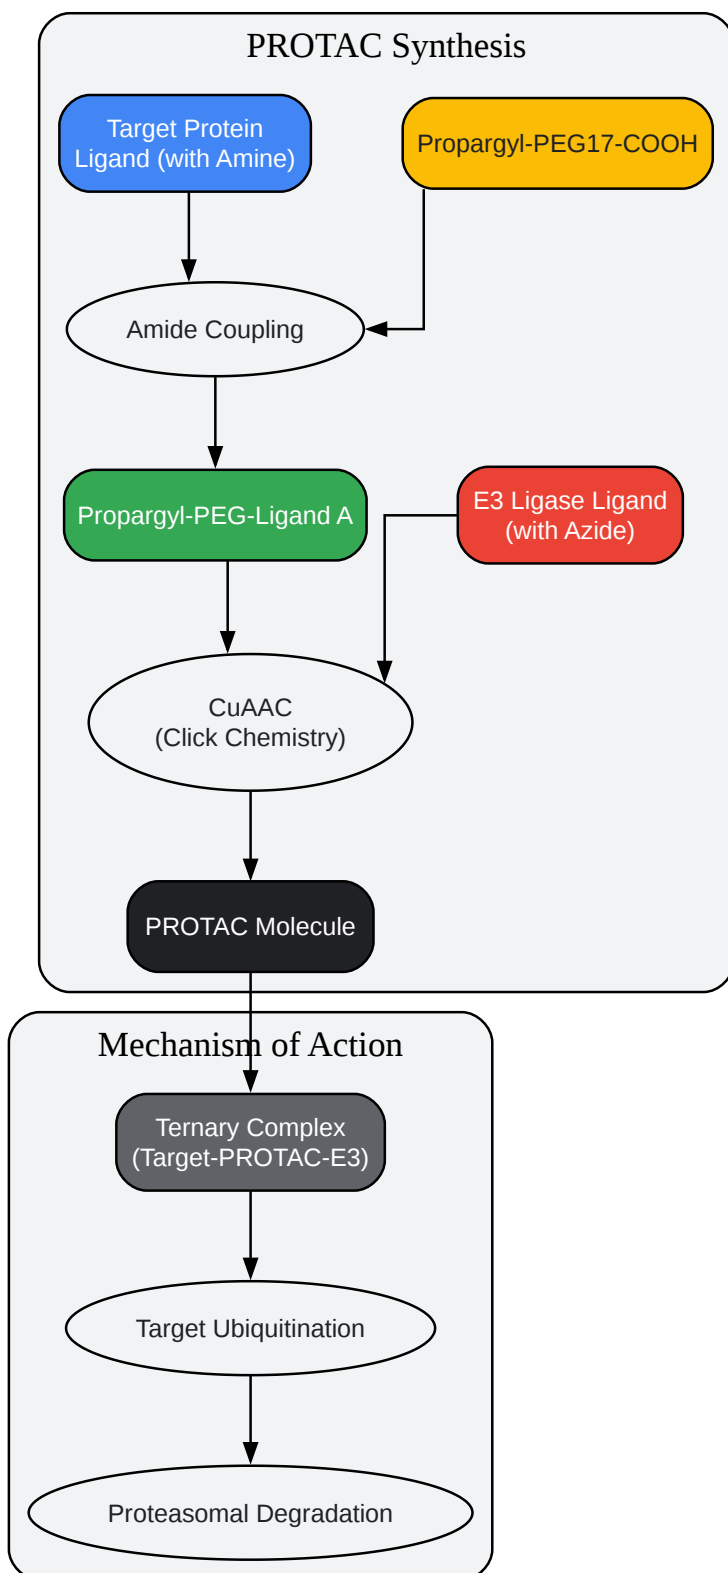 PROTAC Synthesis
Target Protein
Ligand (with Amine)
Propargyl-PEG17-COOH
Amide Coupling
Propargyl-PEG-Ligand A
E3 Ligase Ligand
(with Azide)
CuAAC
(Click Chemistry)
PROTAC Molecule
Mechanism of Action
Ternary Complex
(Target-PROTAC-E3)
Target Ubiquitination
Proteasomal Degradation